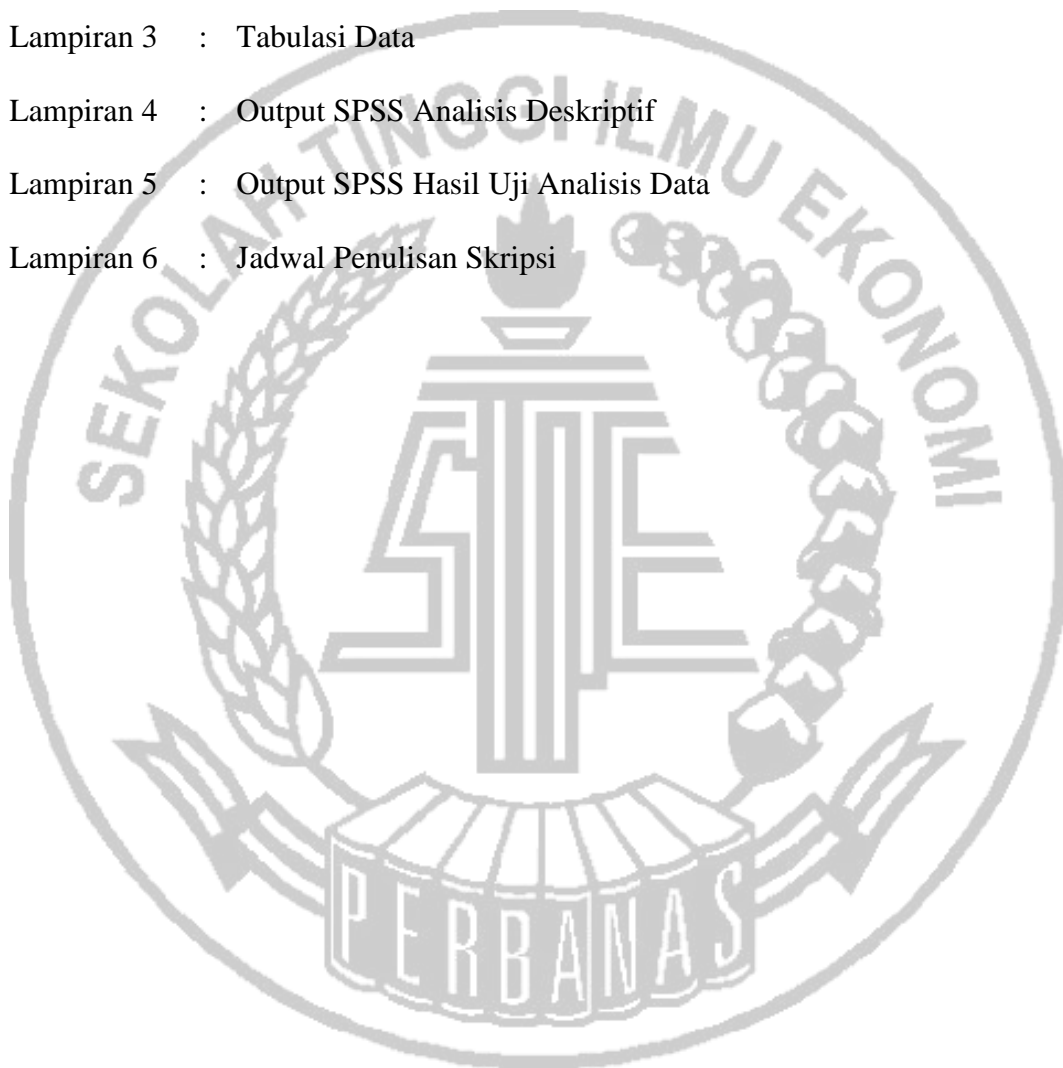 Lampiran 3 : Tabulasi Data
Lampiran 4 : Output SPSS Analisis Deskriptif
Lampiran 5 : Output SPSS Hasil Uji Analisis Data
Lampiran 6 : Jadwal Penulisan Skripsi
SEKOLAH TINGGI ILMU EKONOMI
STIE
PERBANAS